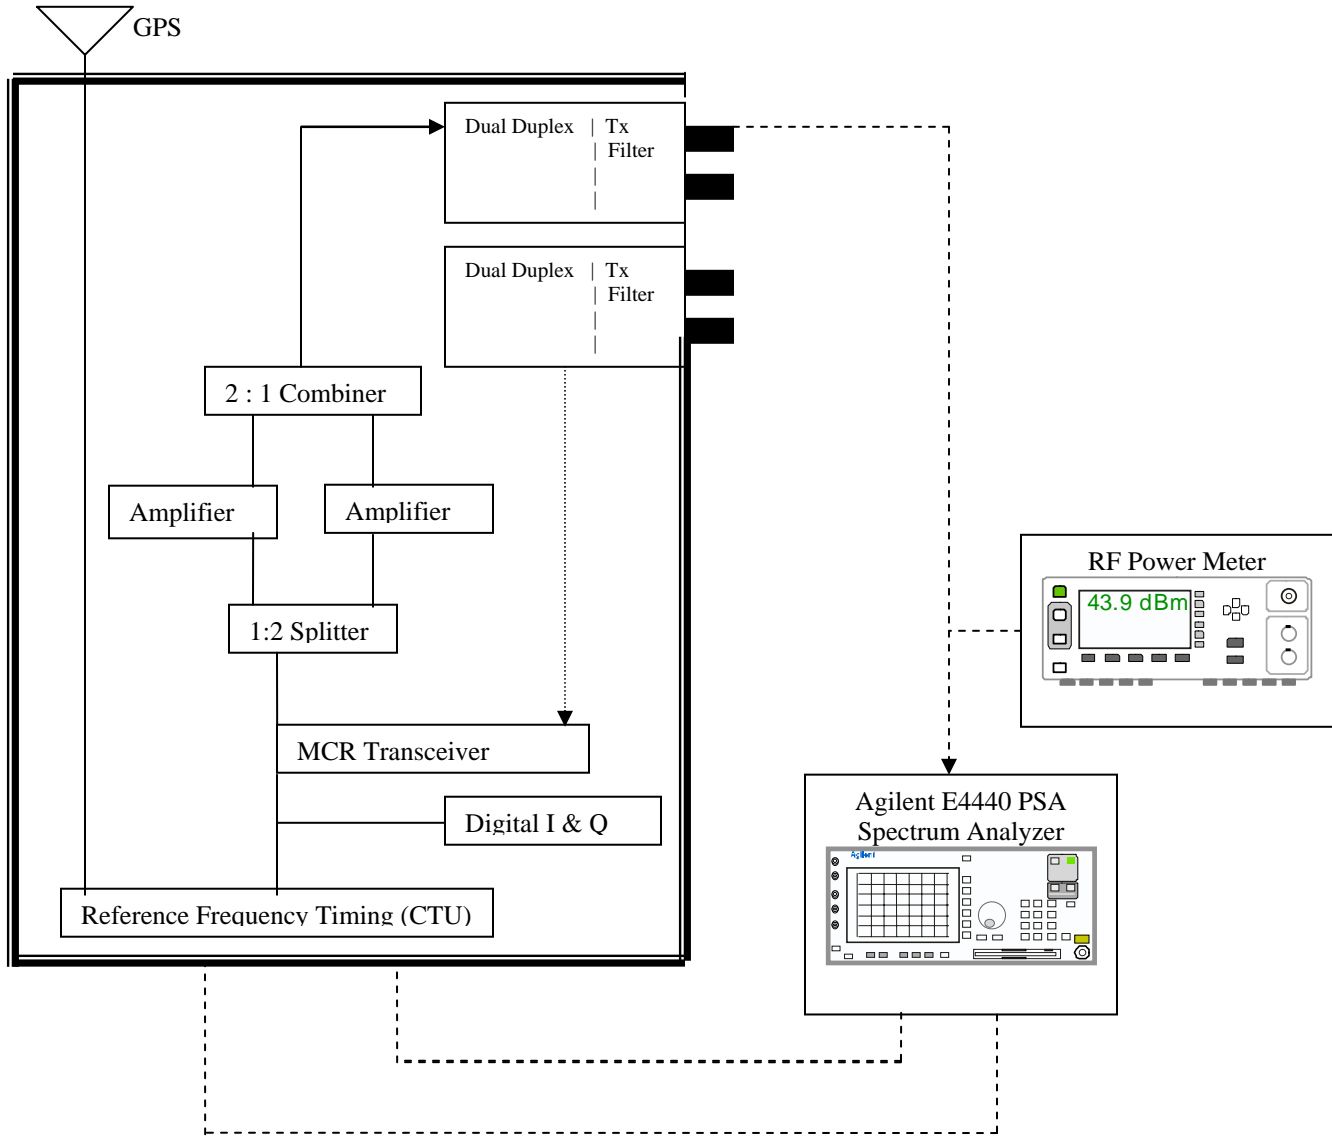 GPS
Dual Duplex | Tx
| Filter
|
|
Dual Duplex | Tx
| Filter
|
|
2 : 1 Combiner
Amplifier
Amplifier
1:2 Splitter
MCR Transceiver
Digital I & Q
Reference Frequency Timing (CTU)
RF Power Meter
43.9 dBm
Agilent E4440 PSA
Spectrum Analyzer
Agilent